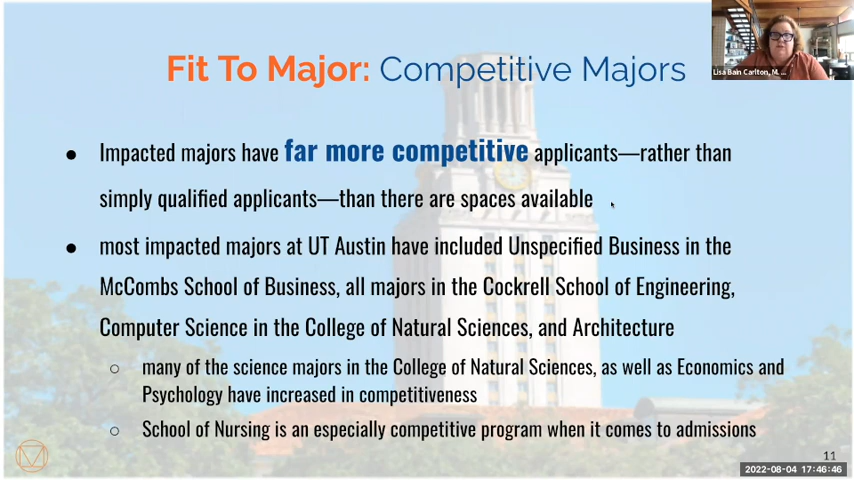 Lisa Bain Carlton, M. ...
Fit To Major: Competitive Majors
● Impacted majors have far more competitive applicants—rather than
simply qualified applicants—than there are spaces available
● most impacted majors at UT Austin have included Unspecified Business in the
McCombs School of Business, all majors in the Cockrell School of Engineering,
Computer Science in the College of Natural Sciences, and Architecture
○ many of the science majors in the College of Natural Sciences, as well as Economics and
Psychology have increased in competitiveness
○ School of Nursing is an especially competitive program when it comes to admissions
11
2022-08-04 17:46:46